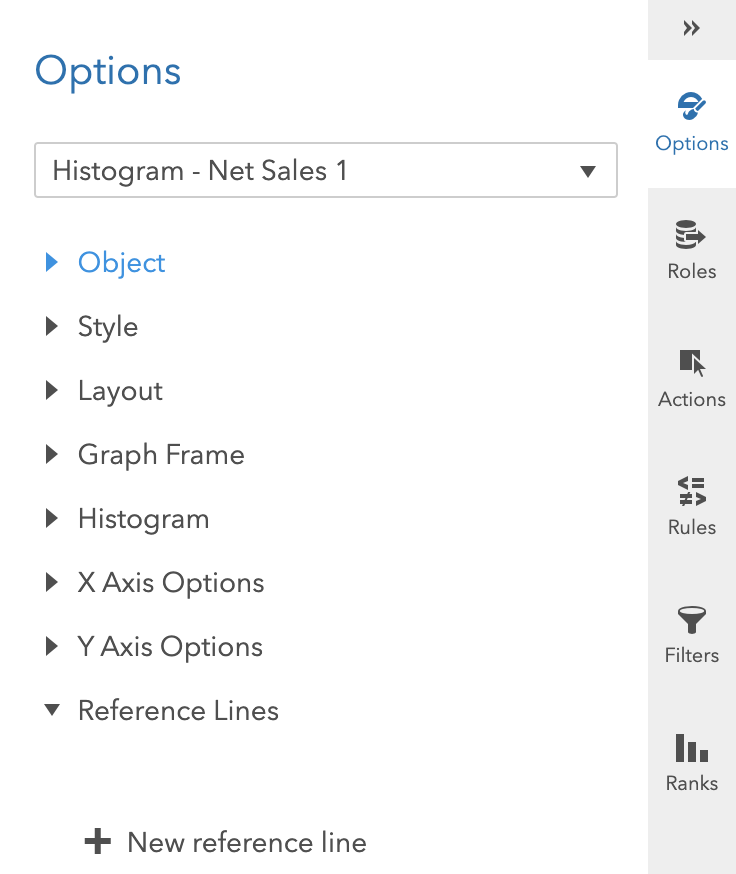 Options
Histogram - Net Sales 1
Object
Style
Layout
Graph Frame
Histogram
X Axis Options
Y Axis Options
Reference Lines
New reference line
Options
Roles
Actions
Rules
Filters
Ranks